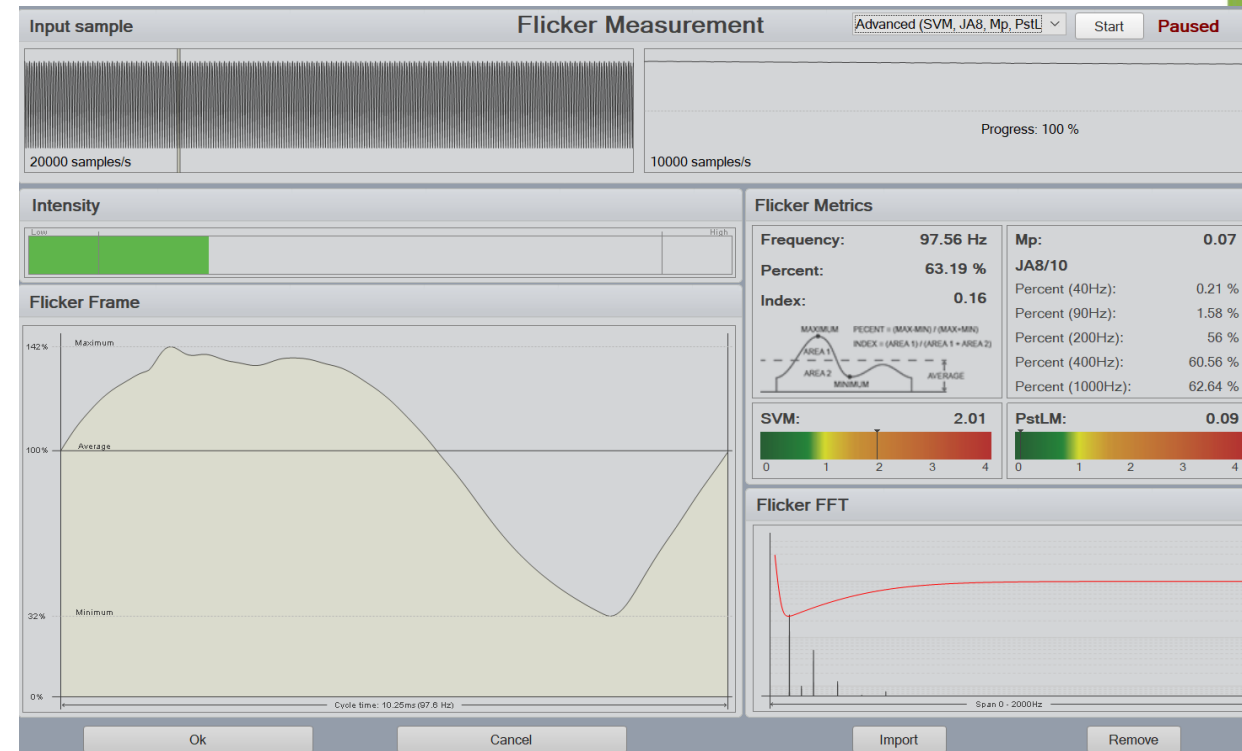 Input sample
Flicker Measurement
Advanced (SVM, JA8, Mp, PstL
Start
Paused
20000 samples/s
Progress: 100 %
10000 samples/s
Intensity
Low
High
Flicker Frame
142%
Maximum
100%
Average
32%
Minimum
0%
Cycle time: 10.25ms (97.6 Hz)
Flicker Metrics
Frequency: 97.56 Hz
Percent: 63.19 %
Index: 0.16
MAXIMUM
PECENT = (MAX-MIN) / (MAX+MIN)
INDEX = (AREA 1) / (AREA 1 + AREA 2)
AREA 1
AREA 2
MINIMUM
AVERAGE
Mp: 0.07
JA8/10
Percent (40Hz): 0.21 %
Percent (90Hz): 1.58 %
Percent (200Hz): 56 %
Percent (400Hz): 60.56 %
Percent (1000Hz): 62.64 %
SVM: 2.01
0 1 2 3 4
PstLM: 0.09
0 1 2 3 4
Flicker FFT
Span 0 - 2000Hz
Ok
Cancel
Import
Remove